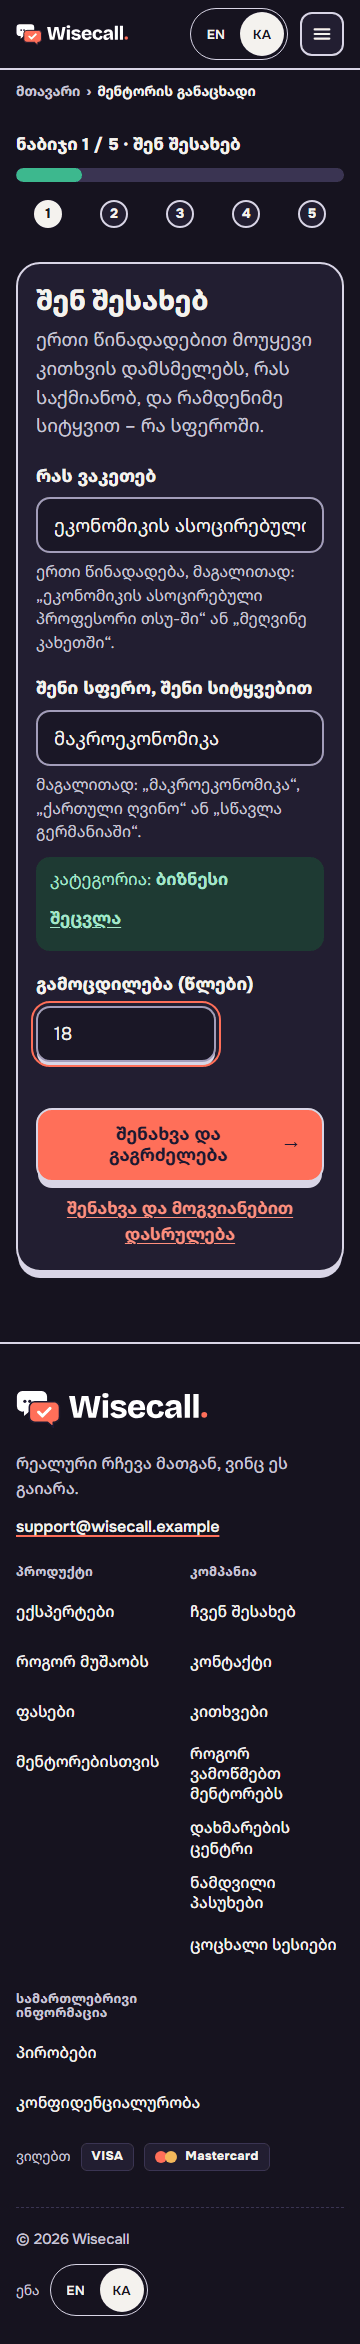 Wisecall.
EN KA
მთავარი › მენტორის განაცხადი
ნაბიჯი 1 / 5 · შენ შესახებ
1 2 3 4 5
შენ შესახებ
ერთი წინადადებით მოუყევი
კითხვის დამსმელებს, რას
საქმიანობ, და რამდენიმე
სიტყვით – რა სფეროში.
რას ვაკეთებ
ეკონომიკის ასოცირებული
ერთი წინადადება, მაგალითად:
„ეკონომიკის ასოცირებული
პროფესორი თსუ-ში“ ან „მეღვინე
კახეთში“.
შენი სფერო, შენი სიტყვებით
მაკროეკონომიკა
მაგალითად: „მაკროეკონომიკა“,
„ქართული ღვინო“ ან „სწავლა
გერმანიაში“.
კატეგორია: ბიზნესი
შეცვლა
გამოცდილება (წლები)
18
შენახვა და
გაგრძელება →
შენახვა და მოგვიანებით
დასრულება
Wisecall.
რეალური რჩევა მათგან, ვინც ეს
გაიარა.
support@wisecall.example
პროდუქტი
ექსპერტები
როგორ მუშაობს
ფასები
მენტორებისთვის
კომპანია
ჩვენ შესახებ
კონტაქტი
კითხვები
როგორ
ვამოწმებთ
მენტორებს
დახმარების
ცენტრი
ნამდვილი
პასუხები
ცოცხალი სესიები
სამართლებრივი
ინფორმაცია
პირობები
კონფიდენციალურობა
ვიღებთ VISA Mastercard
© 2026 Wisecall
ენა EN KA